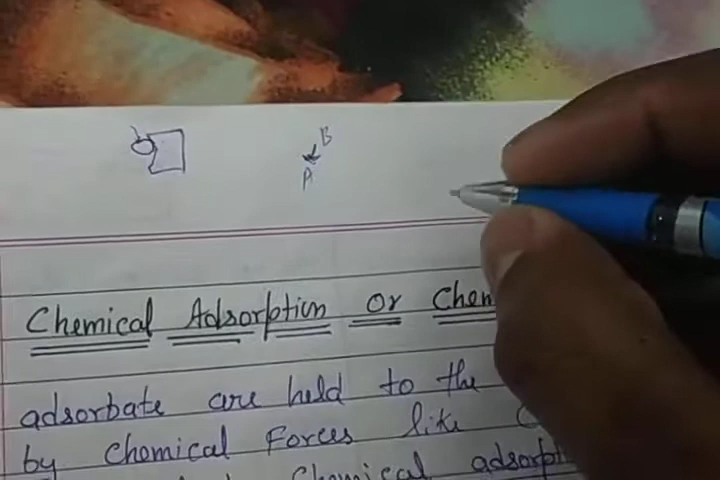 B
A
Chemical Adsorption Or Chem
adsorbate are held to the
by Chemical Forces like
Chemical adsorp